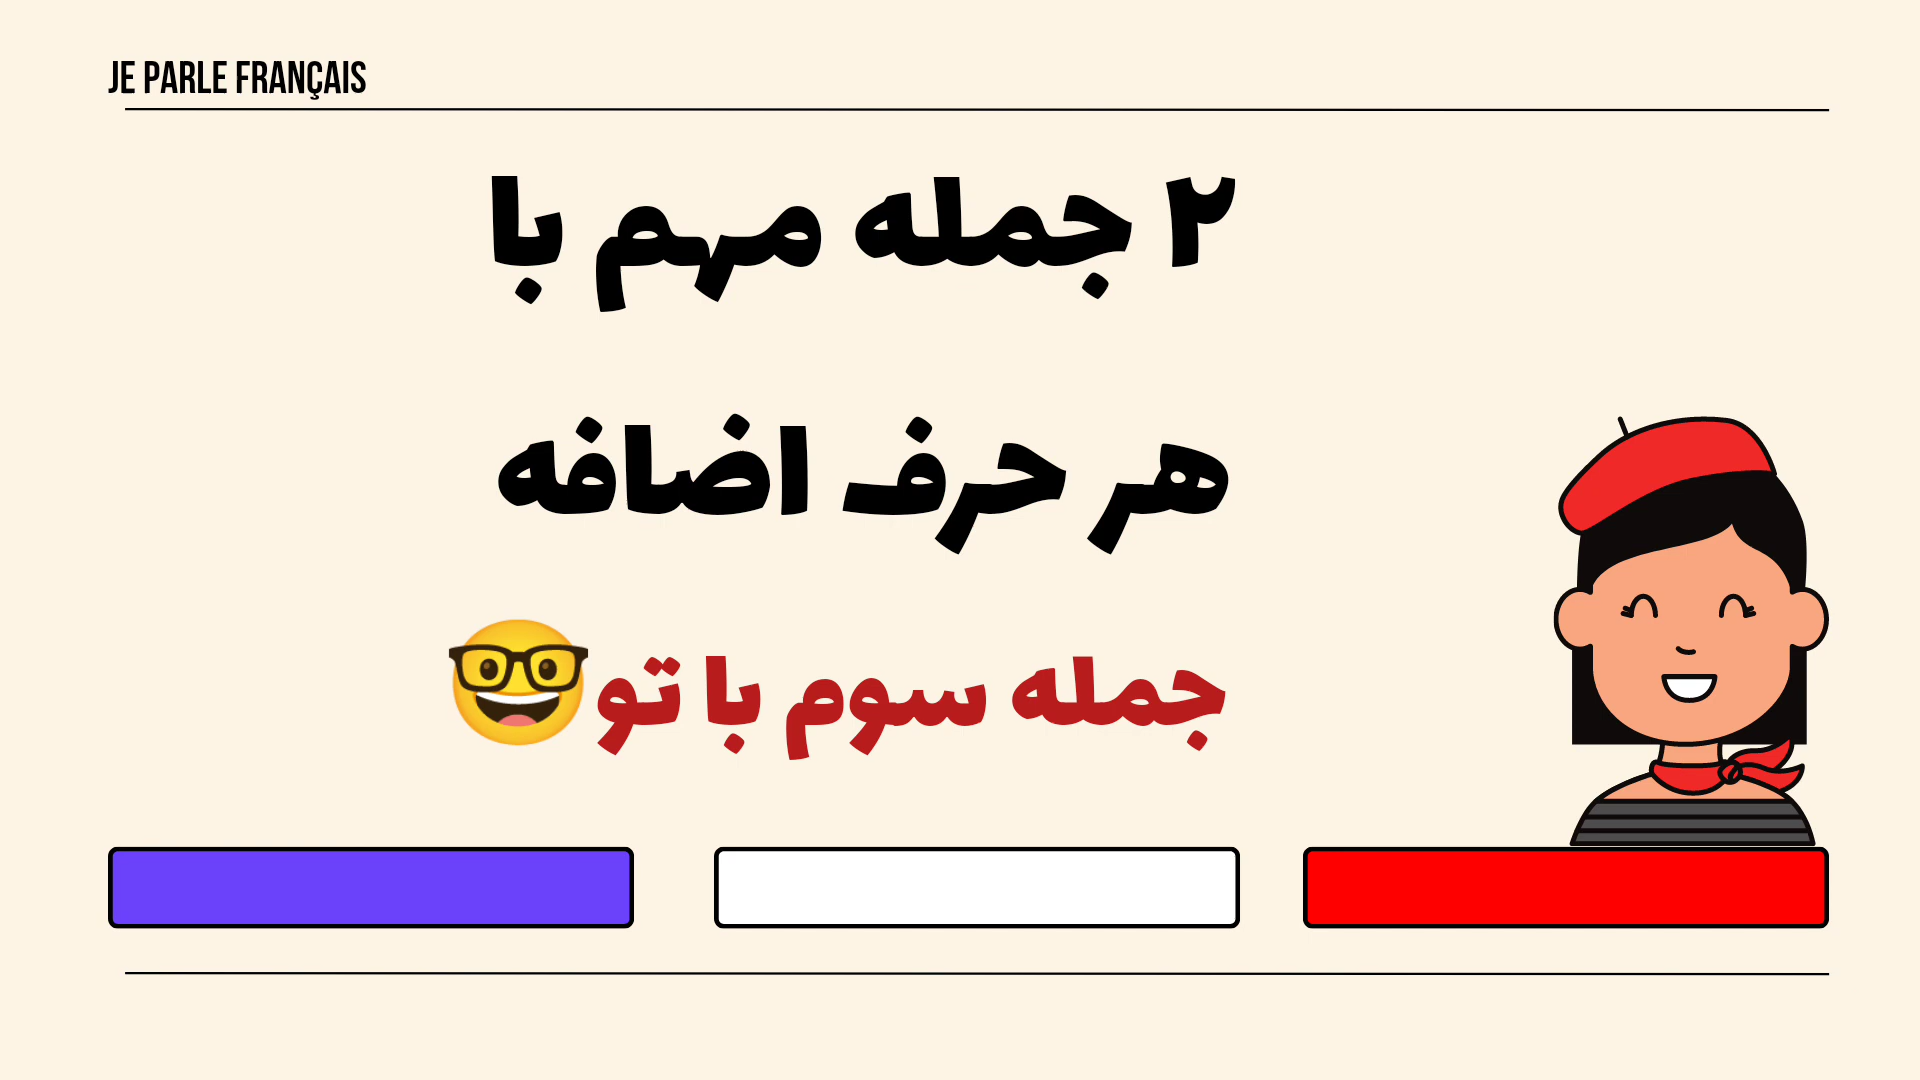 JE PARLE FRANÇAIS
۲ جمله مهم با
هر حرف اضافه
جمله سوم با تو🤓